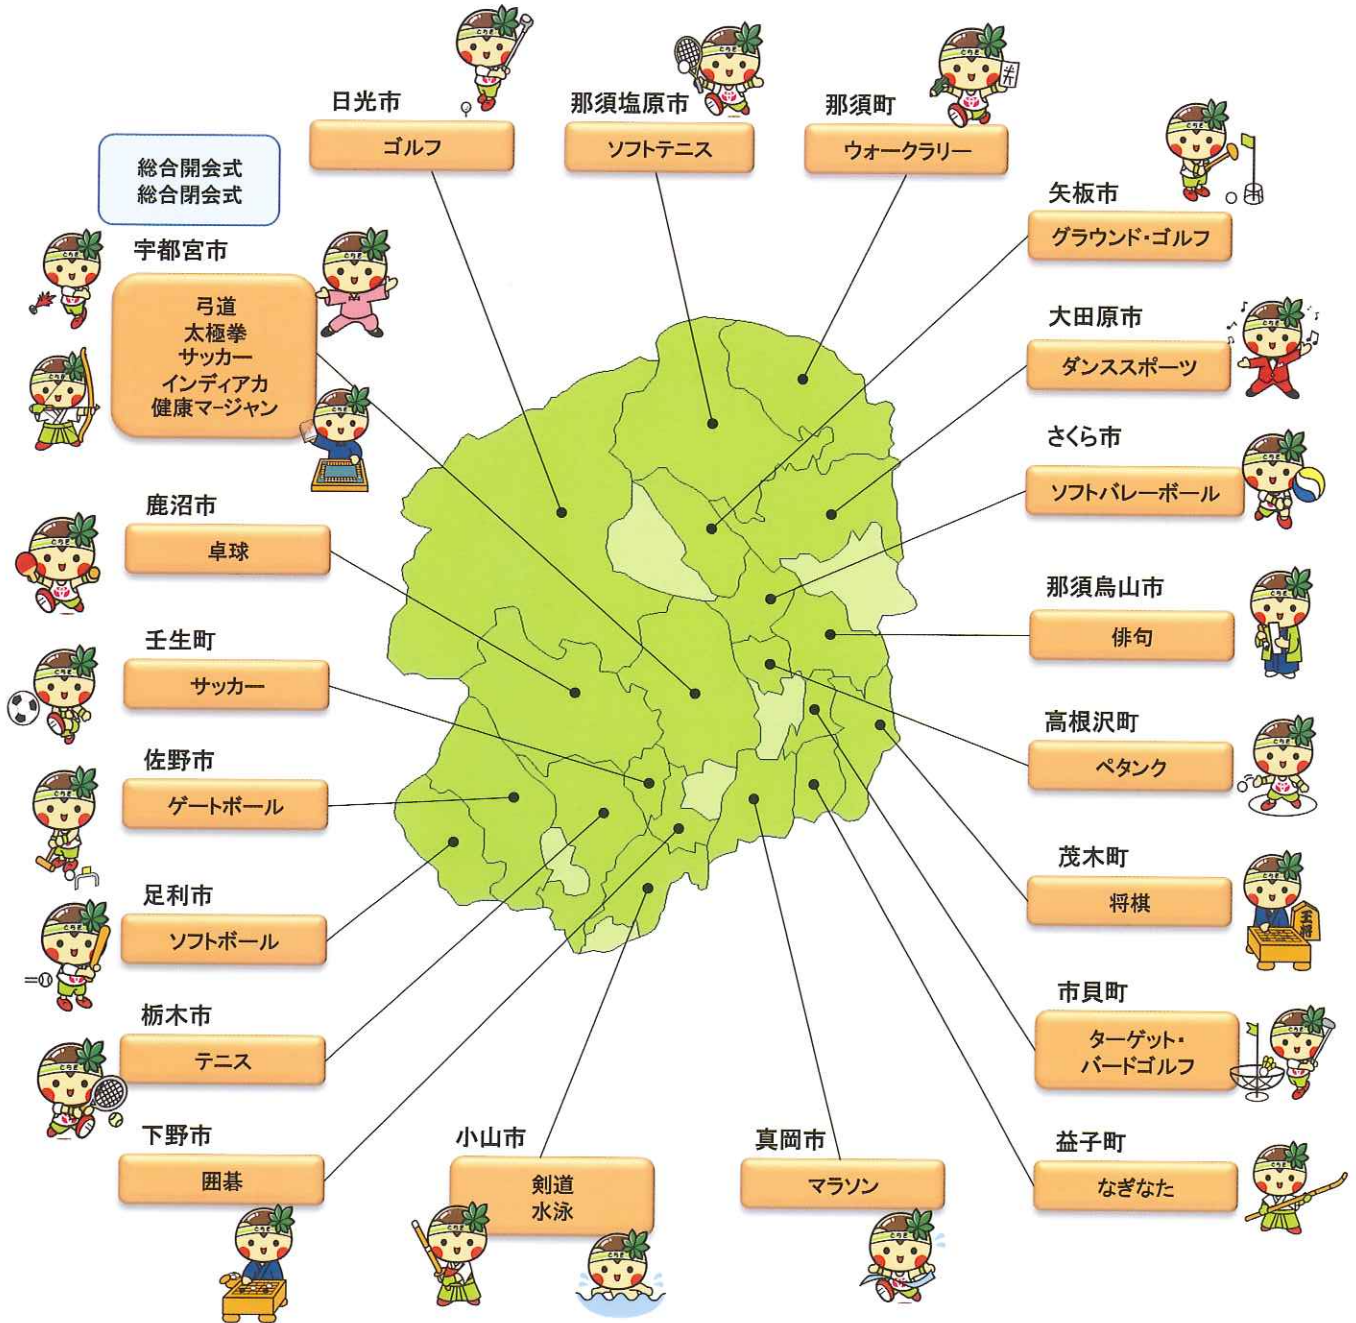 日光市
ゴルフ
那須塩原市
ソフトテニス
那須町
ウォークラリー
総合開会式
総合閉会式
宇都宮市
弓道
太極拳
サッカー
インディアカ
健康マージャン
矢板市
グラウンド・ゴルフ
大田原市
ダンススポーツ
さくら市
ソフトバレーボール
鹿沼市
卓球
那須烏山市
俳句
壬生町
サッカー
高根沢町
ペタンク
佐野市
ゲートボール
茂木町
将棋
王将
足利市
ソフトボール
市貝町
ターゲット・
バードゴルフ
栃木市
テニス
益子町
なぎなた
下野市
囲碁
小山市
剣道
水泳
真岡市
マラソン